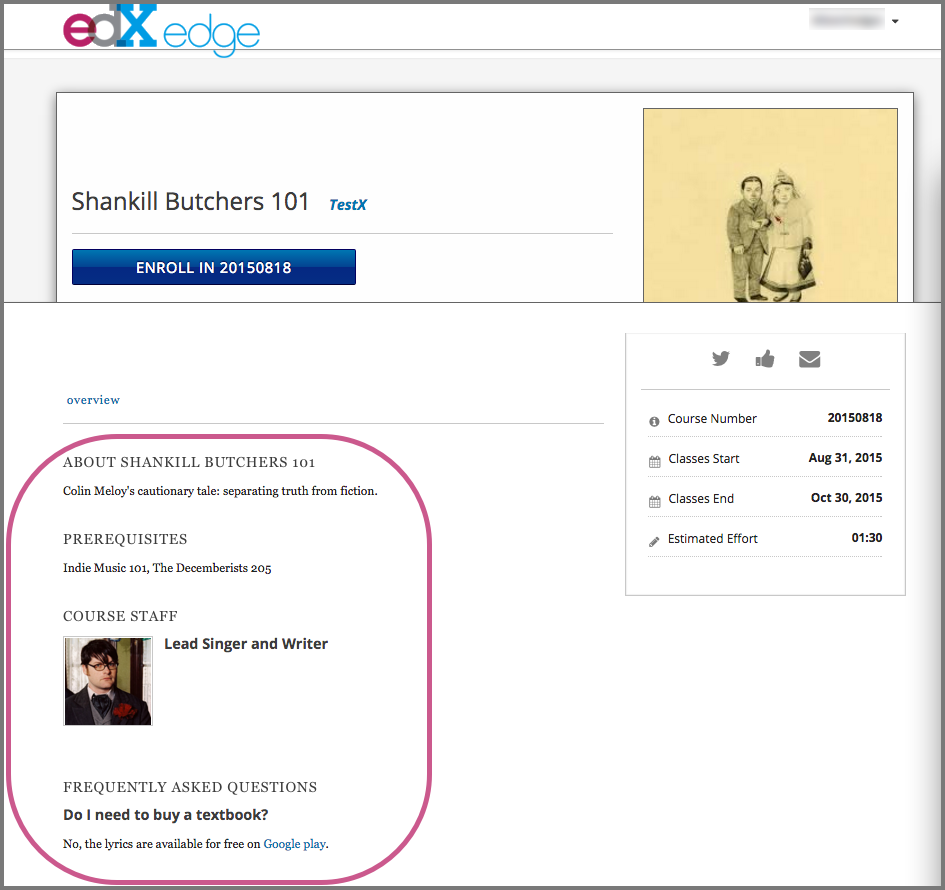 edX edge
Shankill Butchers 101 TestX
ENROLL IN 20150818
overview
ABOUT SHANKILL BUTCHERS 101
Colin Meloy's cautionary tale: separating truth from fiction.
PREREQUISITES
Indie Music 101, The Decemberists 205
COURSE STAFF
Lead Singer and Writer
FREQUENTLY ASKED QUESTIONS
Do I need to buy a textbook?
No, the lyrics are available for free on Google play.
Course Number 20150818
Classes Start Aug 31, 2015
Classes End Oct 30, 2015
Estimated Effort 01:30